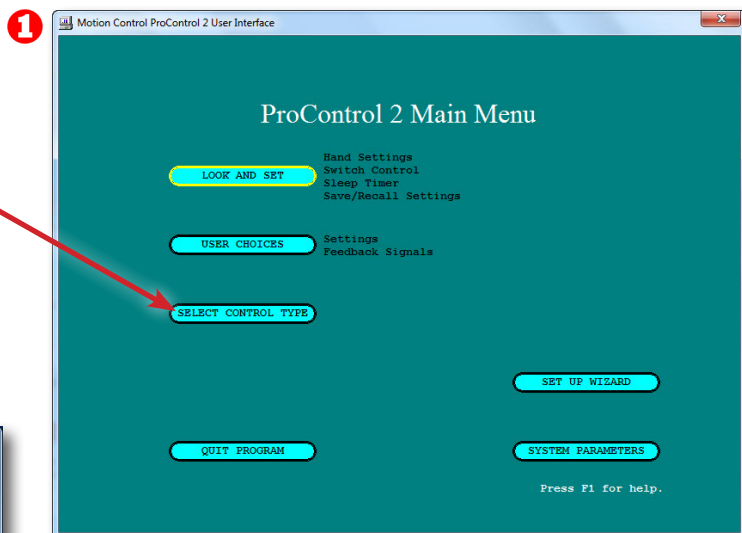 1
Motion Control ProControl 2 User Interface
X
ProControl 2 Main Menu
LOOK AND SET
Hand Settings
Switch Control
Sleep Timer
Save/Recall Settings
USER CHOICES
Settings
Feedback Signals
SELECT CONTROL TYPE
SET UP WIZARD
QUIT PROGRAM
SYSTEM PARAMETERS
Press F1 for help.